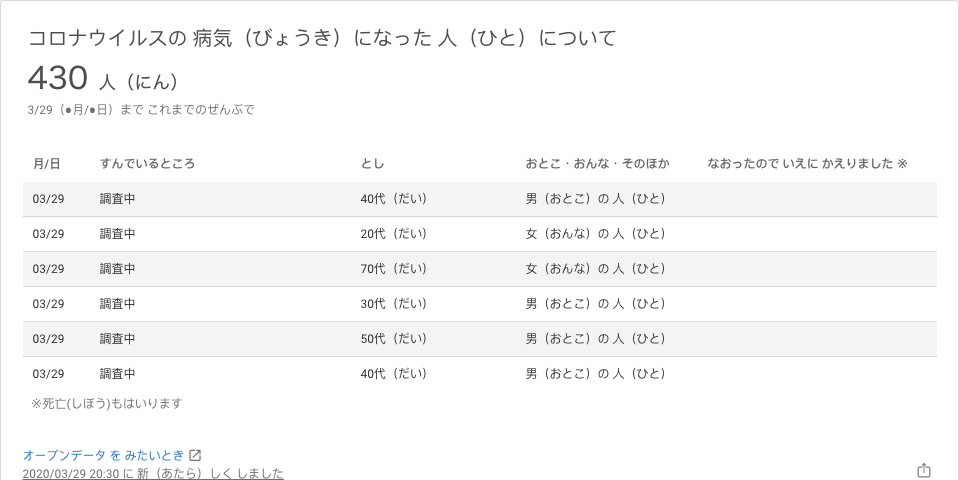 コロナウイルスの 病気（びょうき）になった 人（ひと）について
430 人（にん）
3/29（●月/●日）まで これまでのぜんぶで
月/日 すんでいるところ とし おとこ・おんな・そのほか なおったので いえに かえりました ※
03/29 調査中 40代（だい） 男（おとこ）の 人（ひと）
03/29 調査中 20代（だい） 女（おんな）の 人（ひと）
03/29 調査中 70代（だい） 女（おんな）の 人（ひと）
03/29 調査中 30代（だい） 男（おとこ）の 人（ひと）
03/29 調査中 50代（だい） 男（おとこ）の 人（ひと）
03/29 調査中 40代（だい） 男（おとこ）の 人（ひと）
※死亡(しぼう)もはいります
オープンデータ を みたいとき
2020/03/29 20:30 に 新（あたら）しく しました